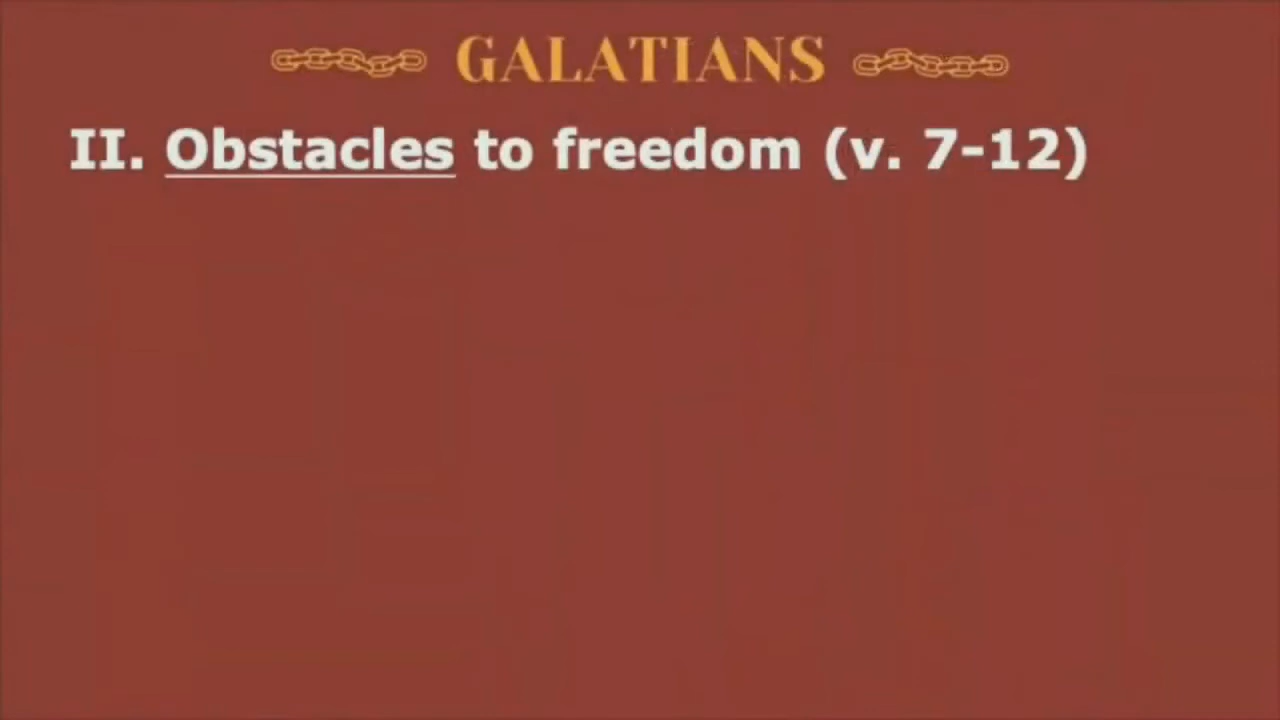 GALATIANS
II. Obstacles to freedom (v. 7-12)